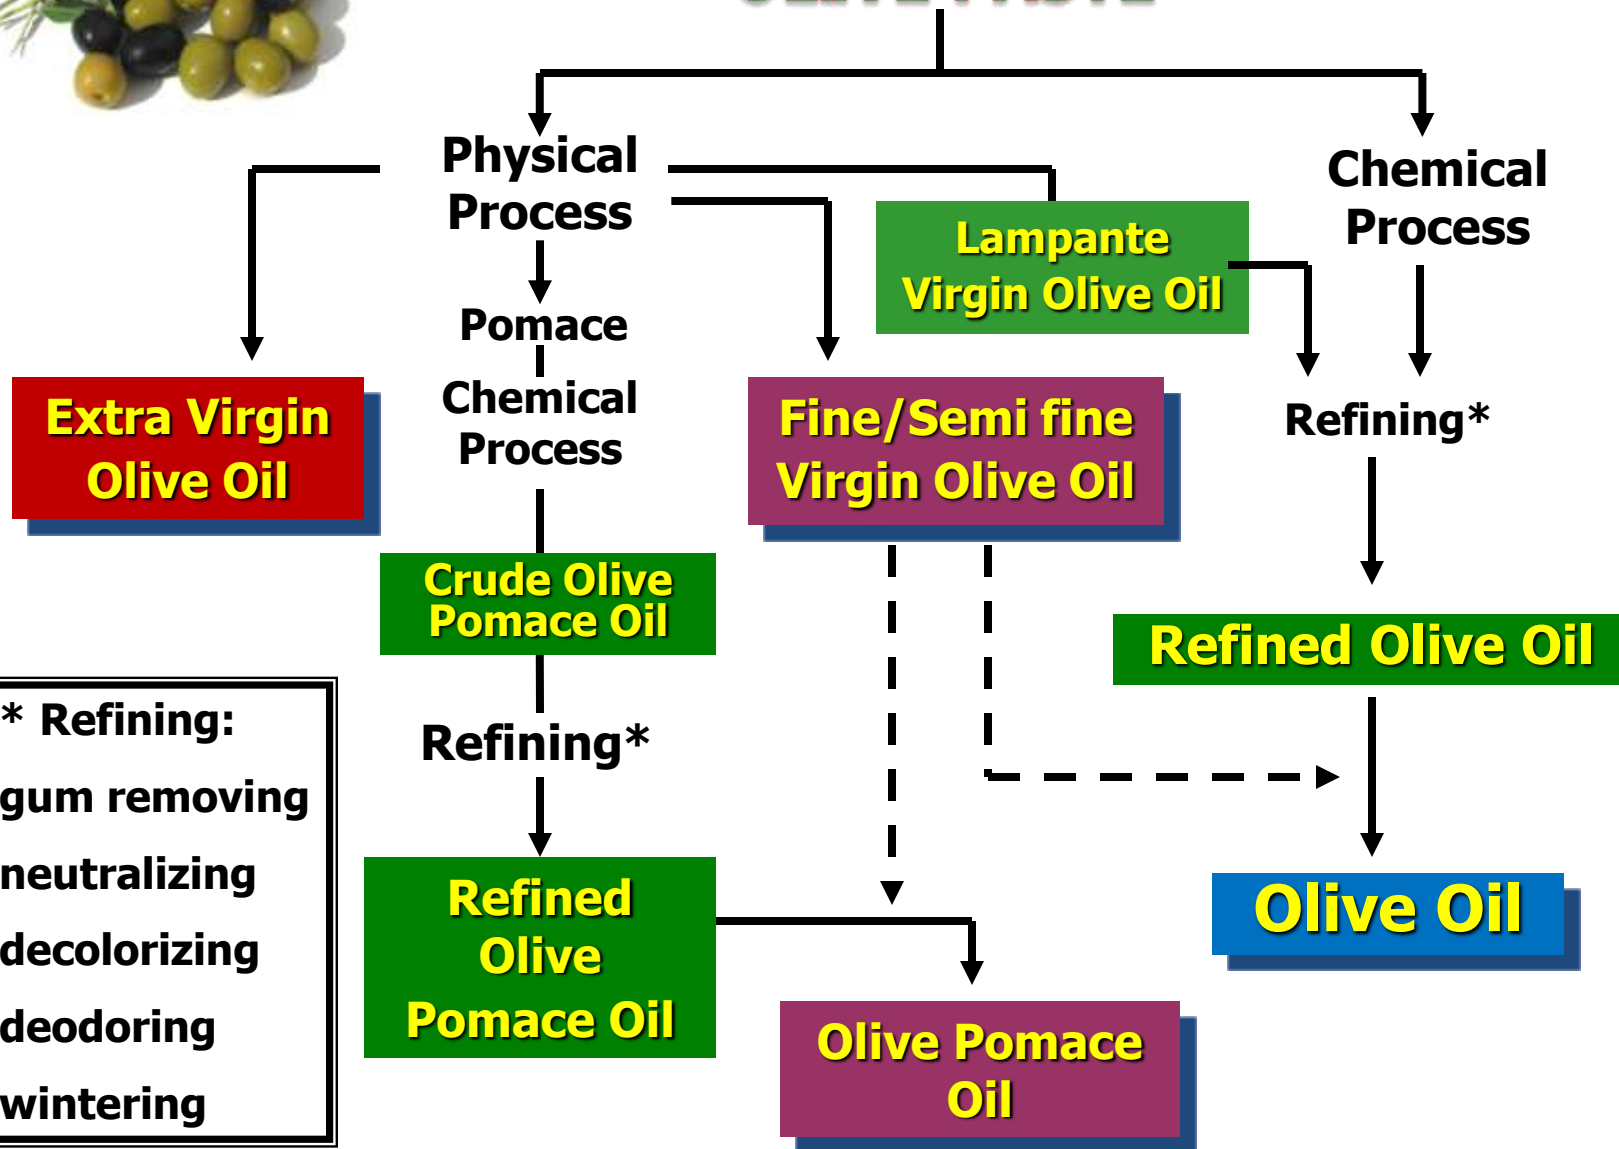 Physical
Process
Chemical
Process
Lampante
Virgin Olive Oil
Pomace
Extra Virgin
Olive Oil
Chemical
Process
Fine/Semi fine
Virgin Olive Oil
Refining*
Crude Olive
Pomace Oil
Refined Olive Oil
* Refining:
gum removing
neutralizing
decolorizing
deodoring
wintering
Refining*
Refined
Olive
Pomace Oil
Olive Oil
Olive Pomace
Oil